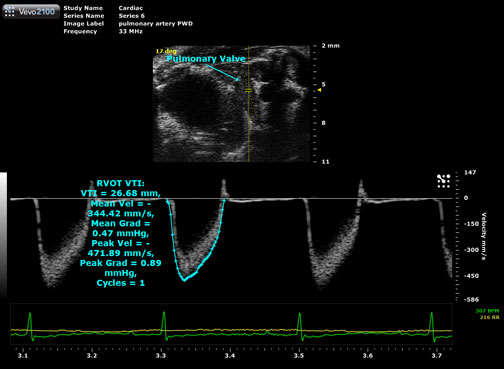 Vevo2100
Study Name Cardiac
Series Name Series 6
Image Label pulmonary artery PWD
Frequency 33 MHz
2 mm
17 deg
Pulmonary Valve
5
8
11
147
0
-150
-300
-450
-586
Velocity mm/s
RVOT VTI:
VTI = 26.68 mm,
Mean Vel = -
344.42 mm/s,
Mean Grad =
0.47 mmHg,
Peak Vel = -
471.89 mm/s,
Peak Grad = 0.89
mmHg,
Cycles = 1
307 BPM
216 RR
3.1 3.2 3.3 3.4 3.5 3.6 3.7